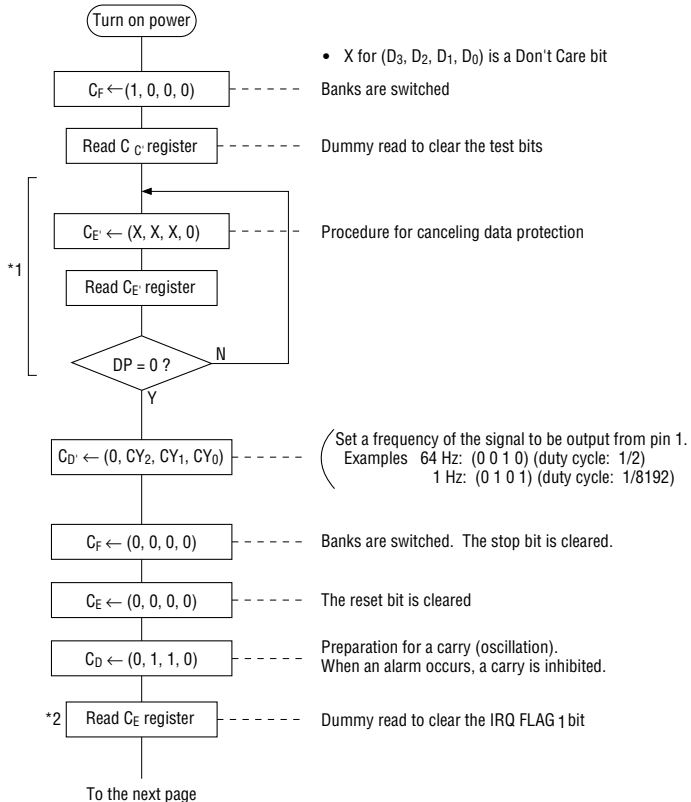 Turn on power
• X for (D3, D2, D1, D0) is a Don't Care bit
CF ← (1, 0, 0, 0)
Banks are switched
Read C C' register
Dummy read to clear the test bits
*1
CE' ← (X, X, X, 0)
Procedure for canceling data protection
Read CE' register
DP = 0 ?
N
Y
CD' ← (0, CY2, CY1, CY0)
Set a frequency of the signal to be output from pin 1.
Examples 64 Hz: (0 0 1 0) (duty cycle: 1/2)
1 Hz: (0 1 0 1) (duty cycle: 1/8192)
CF ← (0, 0, 0, 0)
Banks are switched. The stop bit is cleared.
CE ← (0, 0, 0, 0)
The reset bit is cleared
CD ← (0, 1, 1, 0)
Preparation for a carry (oscillation).
When an alarm occurs, a carry is inhibited.
*2
Read CE register
Dummy read to clear the IRQ FLAG 1 bit
To the next page